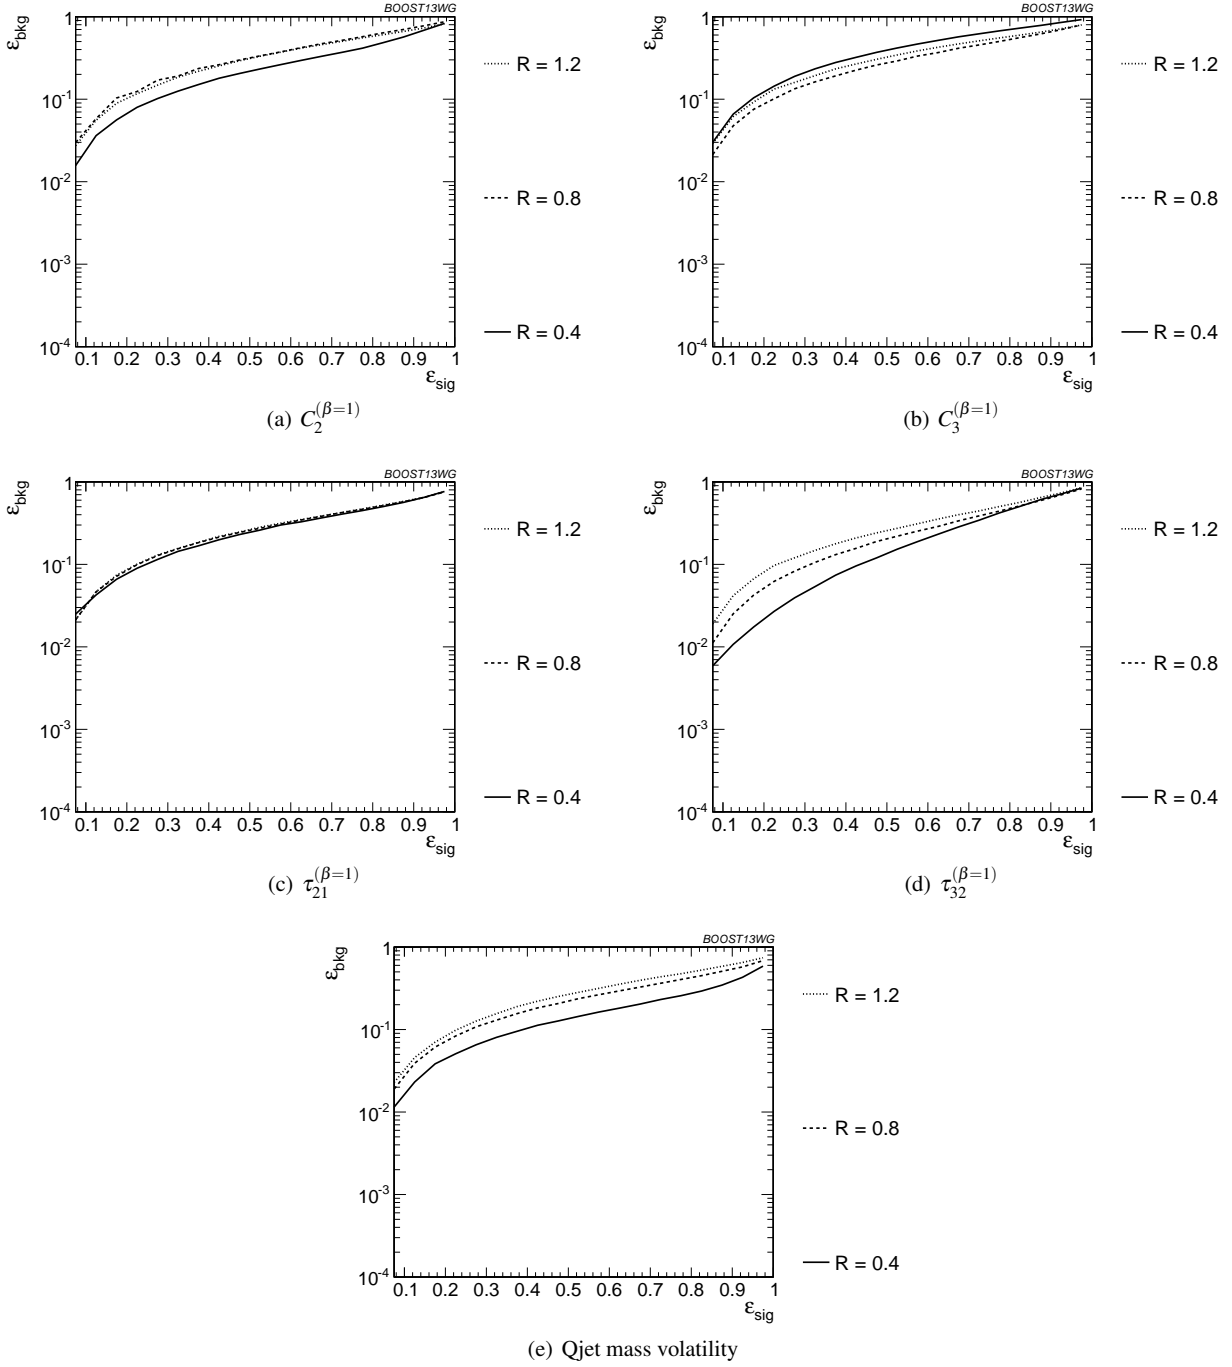 BOOST13WG
ε_bkg
1
10^-1
10^-2
10^-3
10^-4
0.1 0.2 0.3 0.4 0.5 0.6 0.7 0.8 0.9 1
ε_sig
R = 1.2
R = 0.8
R = 0.4
(a) C_2^(β=1)
BOOST13WG
ε_bkg
1
10^-1
10^-2
10^-3
10^-4
0.1 0.2 0.3 0.4 0.5 0.6 0.7 0.8 0.9 1
ε_sig
R = 1.2
R = 0.8
R = 0.4
(b) C_3^(β=1)
BOOST13WG
ε_bkg
1
10^-1
10^-2
10^-3
10^-4
0.1 0.2 0.3 0.4 0.5 0.6 0.7 0.8 0.9 1
ε_sig
R = 1.2
R = 0.8
R = 0.4
(c) τ_21^(β=1)
BOOST13WG
ε_bkg
1
10^-1
10^-2
10^-3
10^-4
0.1 0.2 0.3 0.4 0.5 0.6 0.7 0.8 0.9 1
ε_sig
R = 1.2
R = 0.8
R = 0.4
(d) τ_32^(β=1)
BOOST13WG
ε_bkg
1
10^-1
10^-2
10^-3
10^-4
0.1 0.2 0.3 0.4 0.5 0.6 0.7 0.8 0.9 1
ε_sig
R = 1.2
R = 0.8
R = 0.4
(e) Qjet mass volatility